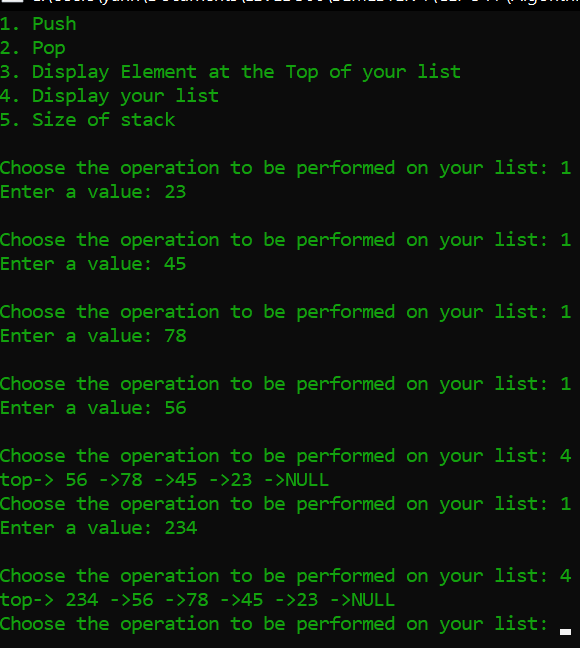 1. Push
2. Pop
3. Display Element at the Top of your list
4. Display your list
5. Size of stack
Choose the operation to be performed on your list: 1
Enter a value: 23
Choose the operation to be performed on your list: 1
Enter a value: 45
Choose the operation to be performed on your list: 1
Enter a value: 78
Choose the operation to be performed on your list: 1
Enter a value: 56
Choose the operation to be performed on your list: 4
top-> 56 ->78 ->45 ->23 ->NULL
Choose the operation to be performed on your list: 1
Enter a value: 234
Choose the operation to be performed on your list: 4
top-> 234 ->56 ->78 ->45 ->23 ->NULL
Choose the operation to be performed on your list: